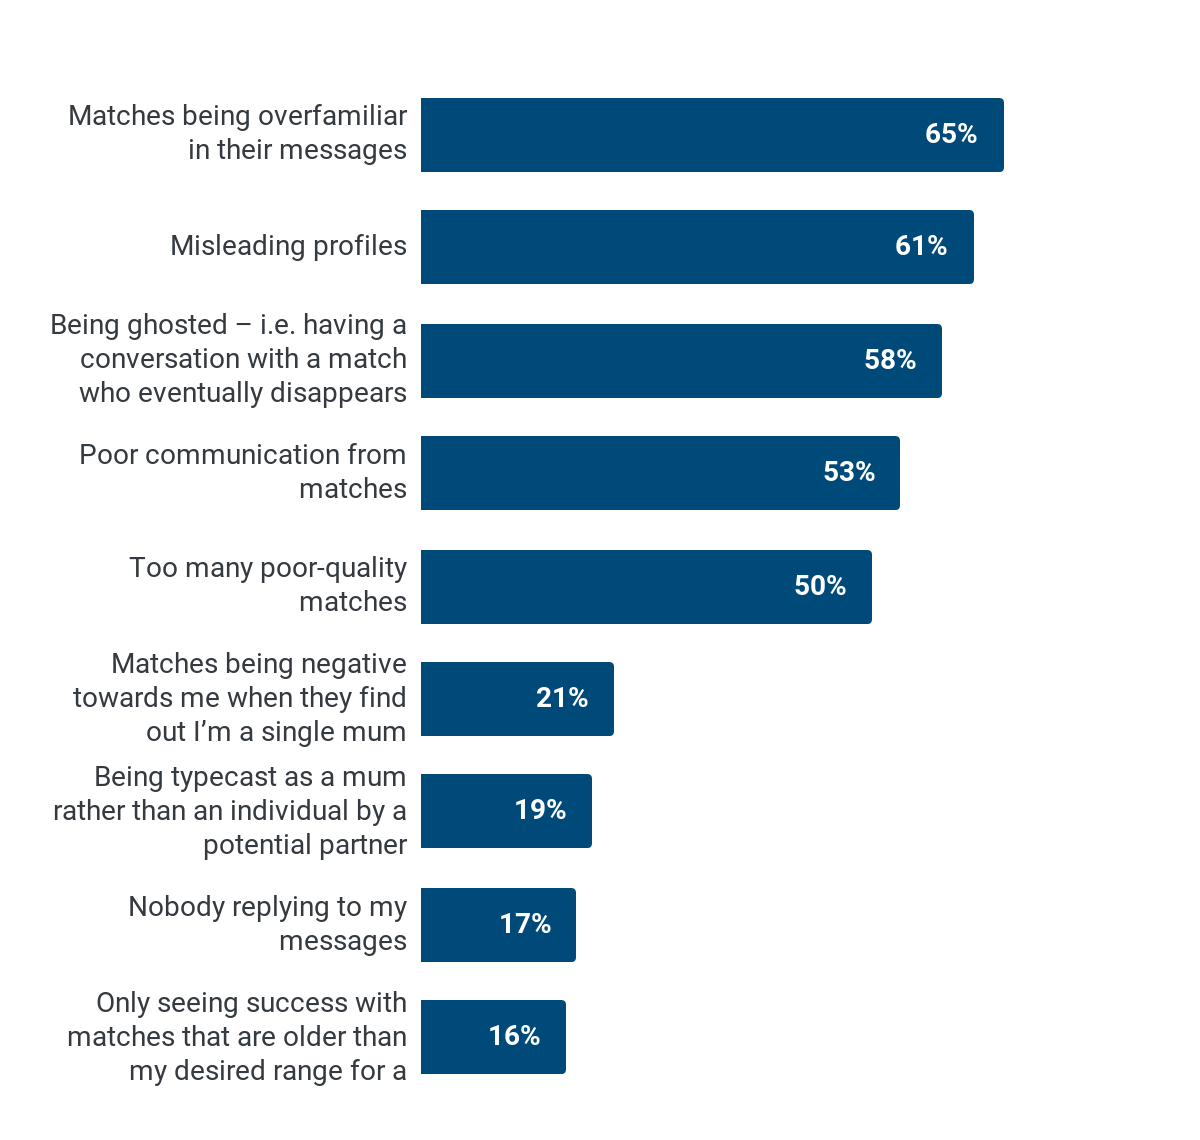 Matches being overfamiliar
in their messages
65%
Misleading profiles
61%
Being ghosted – i.e. having a
conversation with a match
who eventually disappears
58%
Poor communication from
matches
53%
Too many poor-quality
matches
50%
Matches being negative
towards me when they find
out I’m a single mum
21%
Being typecast as a mum
rather than an individual by a
potential partner
19%
Nobody replying to my
messages
17%
Only seeing success with
matches that are older than
my desired range for a
16%